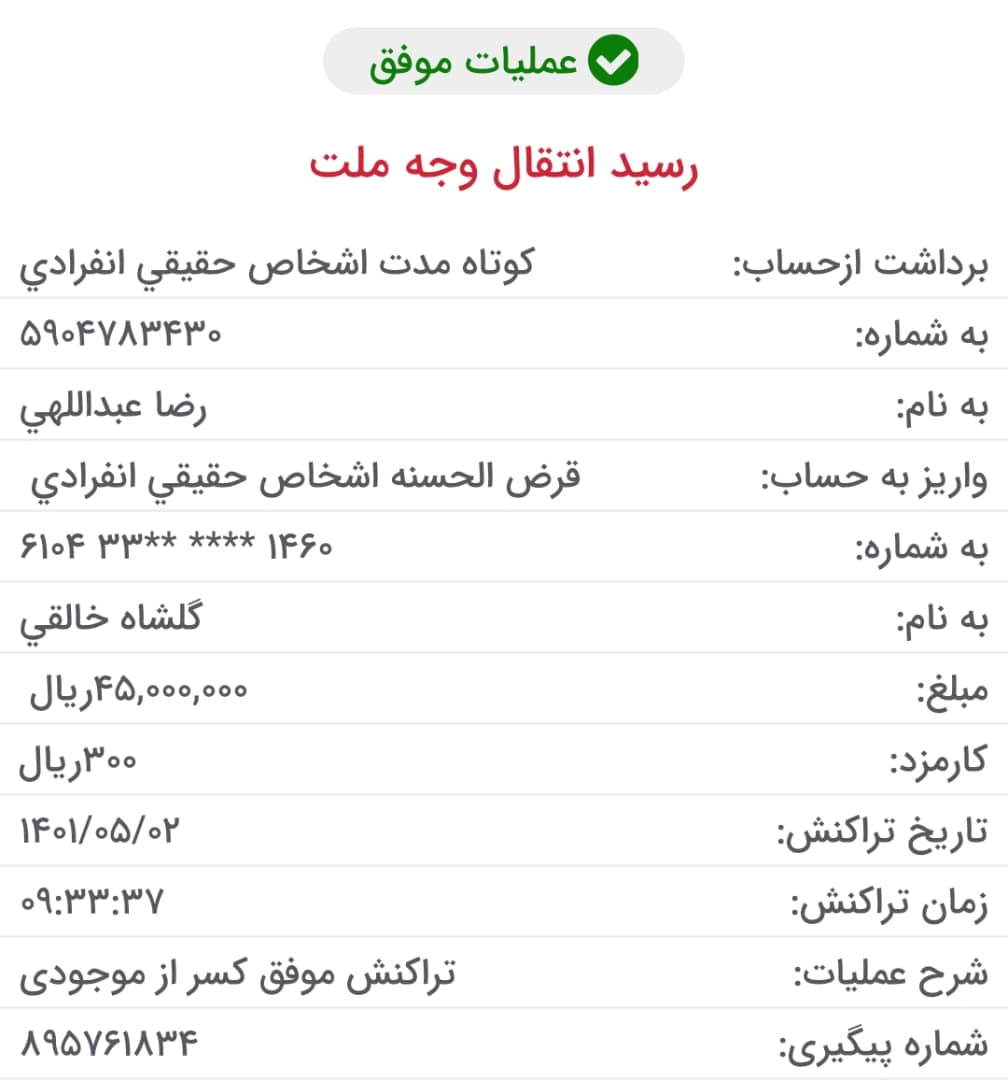 عملیات موفق
رسید انتقال وجه ملت
برداشت ازحساب: کوتاه مدت اشخاص حقيقي انفرادي
به شماره: ۵۹۰۴۷۸۳۴۳۰
به نام: رضا عبداللهي
واریز به حساب: قرض الحسنه اشخاص حقيقي انفرادي
به شماره: ۶۱۰۴ ۳۳** **** ۱۴۶۰
به نام: گلشاه خالقي
مبلغ: ۴۵,۰۰۰,۰۰۰ریال
کارمزد: ۳۰۰ریال
تاریخ تراکنش: ۱۴۰۱/۰۵/۰۲
زمان تراکنش: ۰۹:۳۳:۳۷
شرح عملیات: تراکنش موفق کسر از موجودی
شماره پیگیری: ۸۹۵۷۶۱۸۳۴